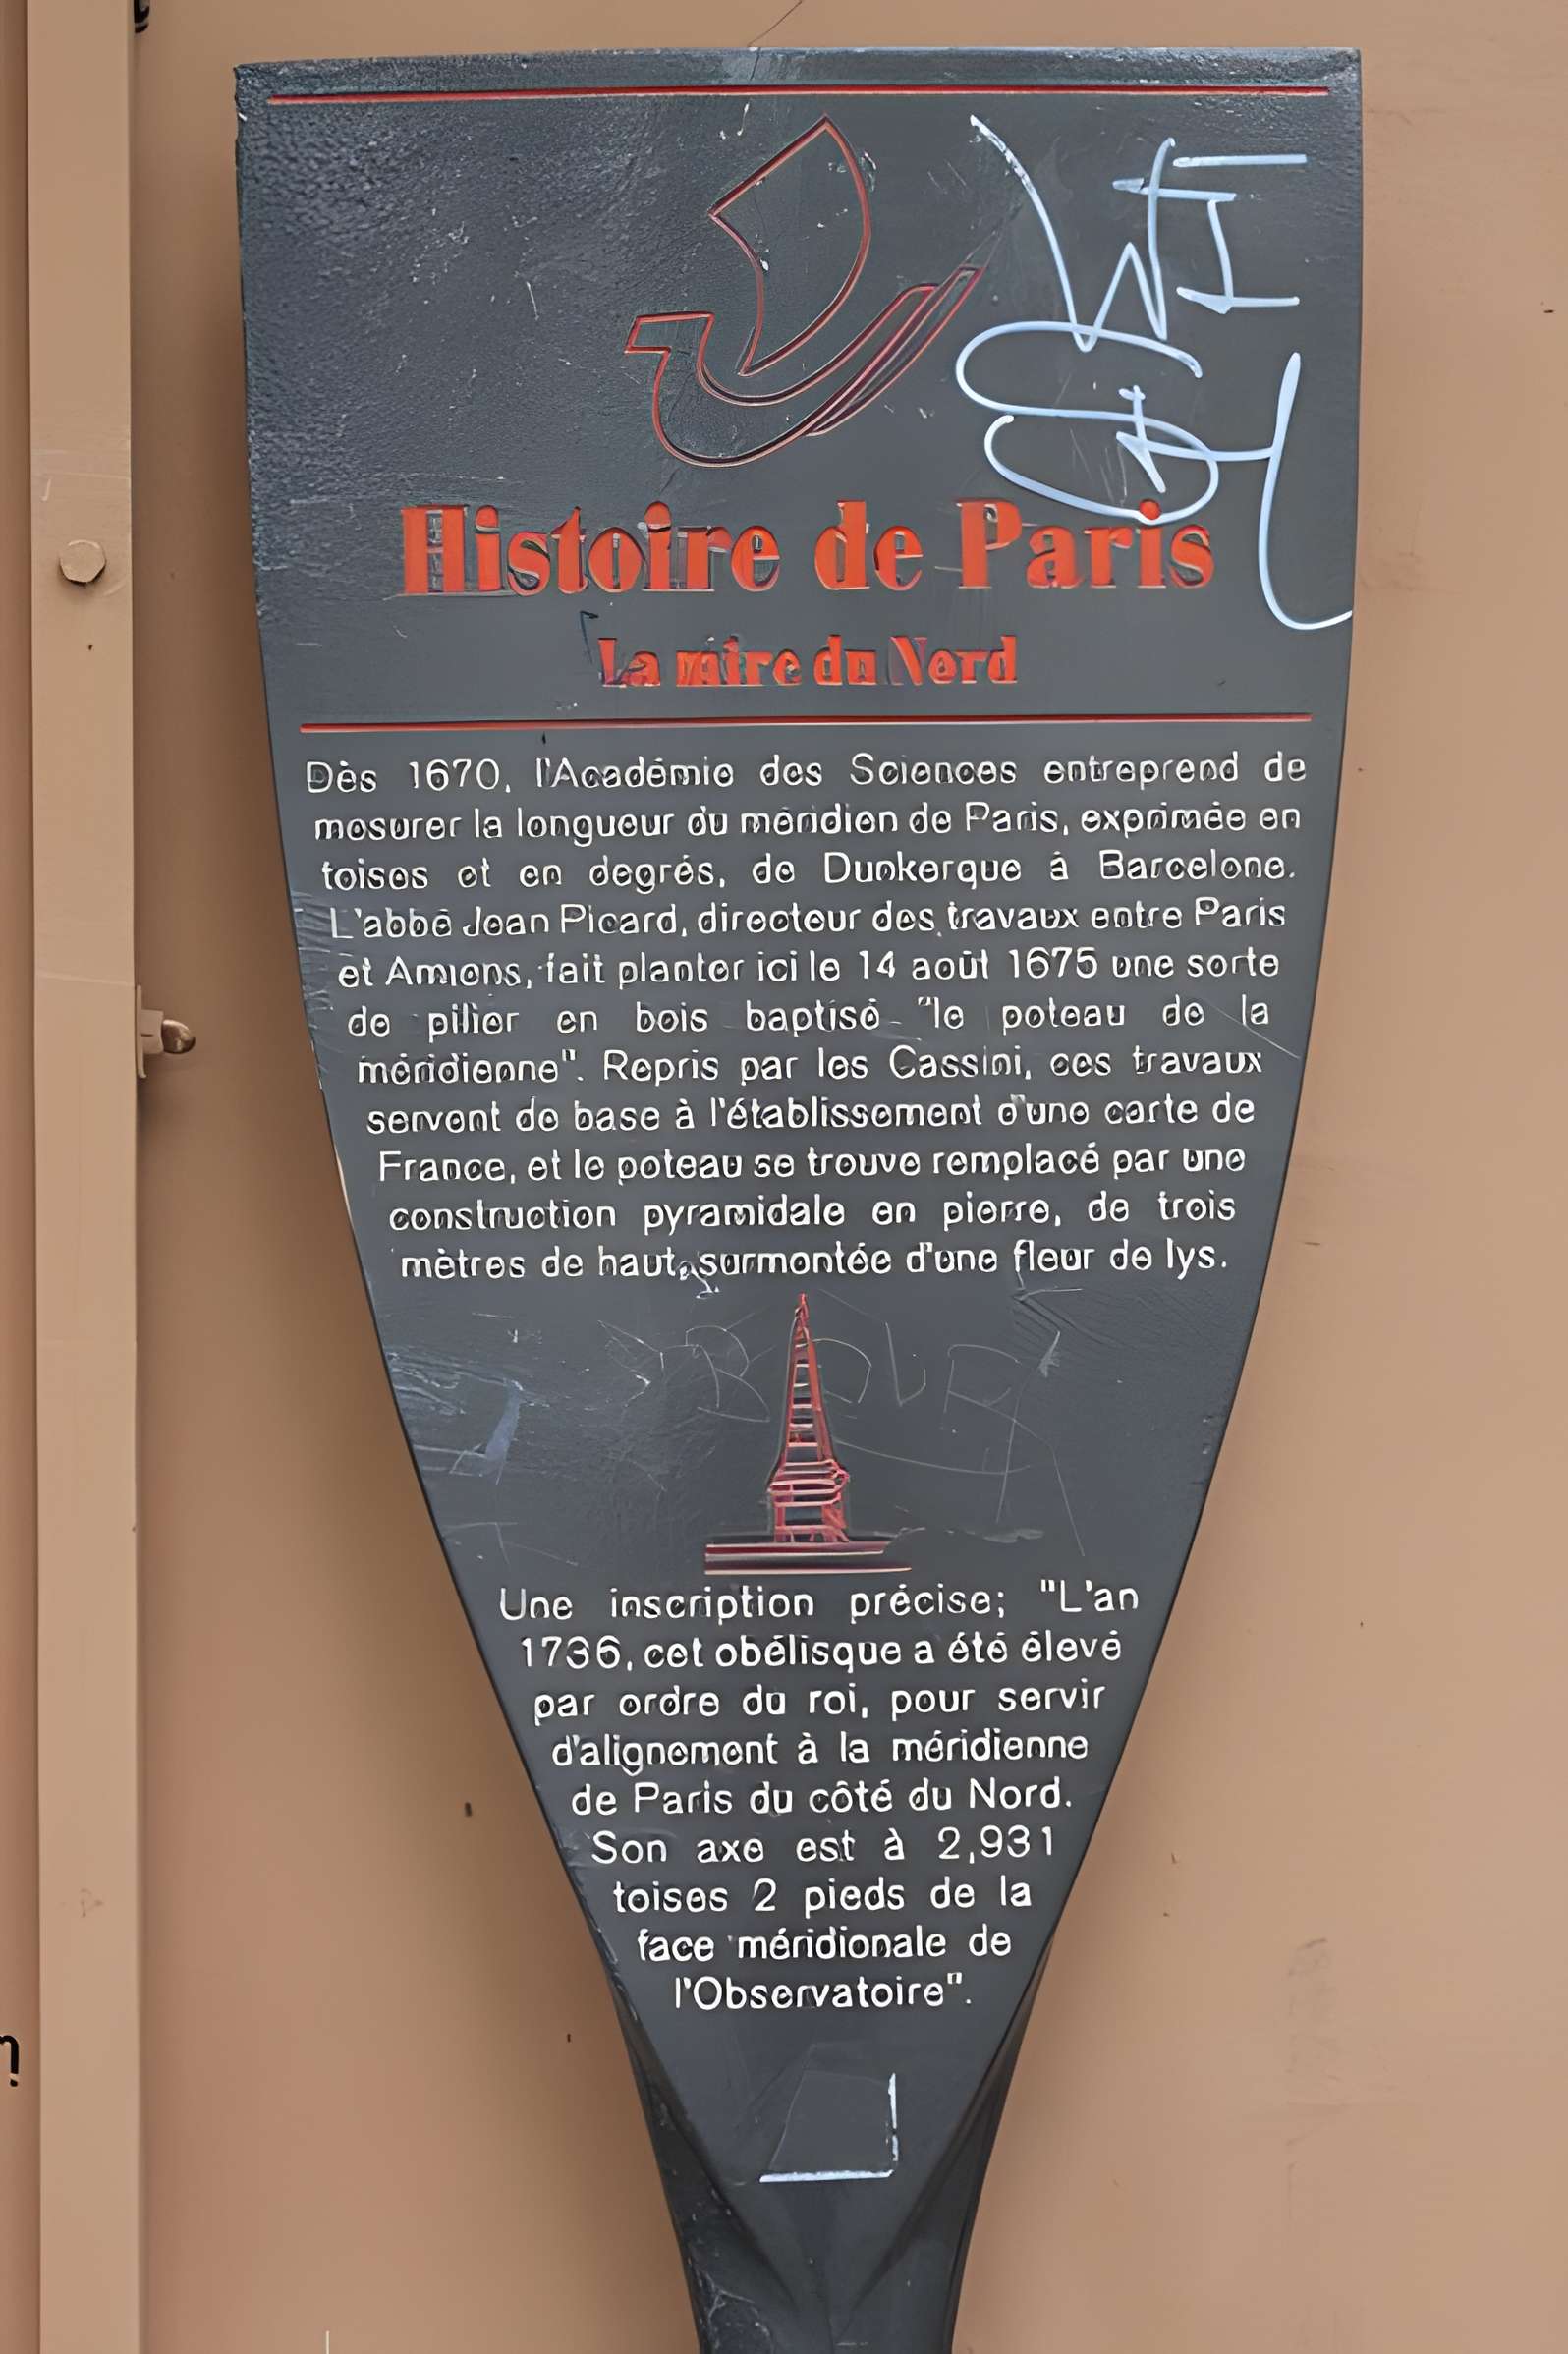 Histoire de Paris
La mire du Nord
Dès 1670, l'Académie des Sciences entreprend de
mesurer la longueur du méridien de Paris, exprimée en
toises et en degrés, de Dunkerque à Barcelone.
L'abbé Jean Picard, directeur des travaux entre Paris
et Amiens, fait planter ici le 14 août 1675 une sorte
de pilier en bois baptisé "le poteau de la
méridienne". Repris par les Cassini, ces travaux
servent de base à l'établissement d'une carte de
France, et le poteau se trouve remplacé par une
construction pyramidale en pierre, de trois
mètres de haut, surmontée d'une fleur de lys.
Une inscription précise; "L'an
1736, cet obélisque a été élevé
par ordre du roi, pour servir
d'alignement à la méridienne
de Paris du côté du Nord.
Son axe est à 2,931
toises 2 pieds de la
face méridionale de
l'Observatoire".